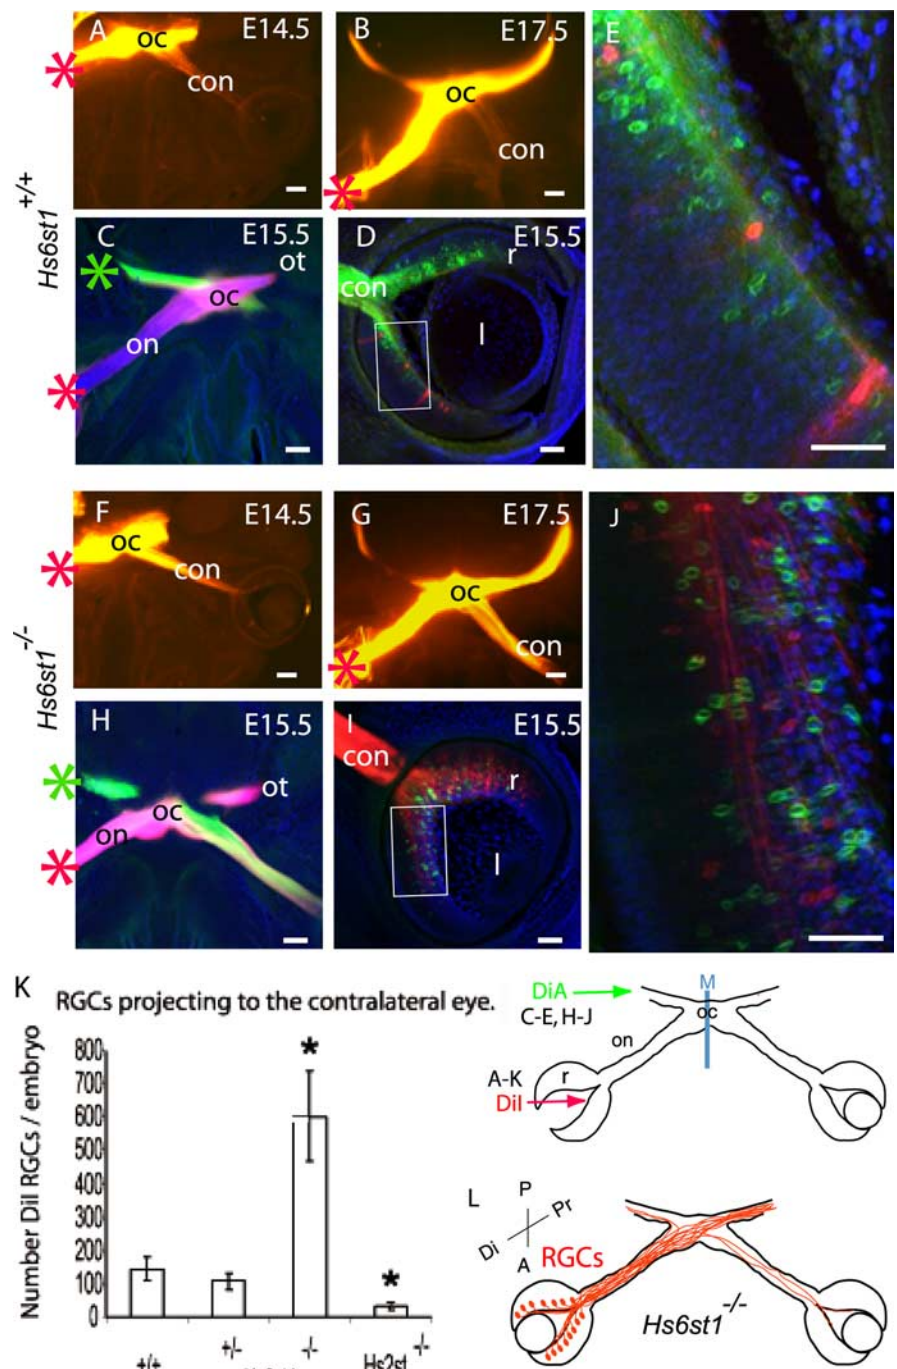 A
oc
E14.5
con
B
E17.5
oc
con
E
Hs6st1 +/+
C
E15.5
ot
oc
on
D
E15.5
r
con
l
F
E14.5
oc
con
G
E17.5
oc
con
J
Hs6st1 -/-
H
E15.5
ot
oc
on
I
E15.5
con
r
l
K
RGCs projecting to the contralateral eye.
Number DiI RGCs / embryo
800
700
600
500
400
300
200
100
0
*
*
+/+
+/-
-/-
Hs2st -/-
DiA
C-E, H-J
M
oc
on
A-K
r
DiI
L
P
Pr
Di
A
RGCs
Hs6st1 -/-